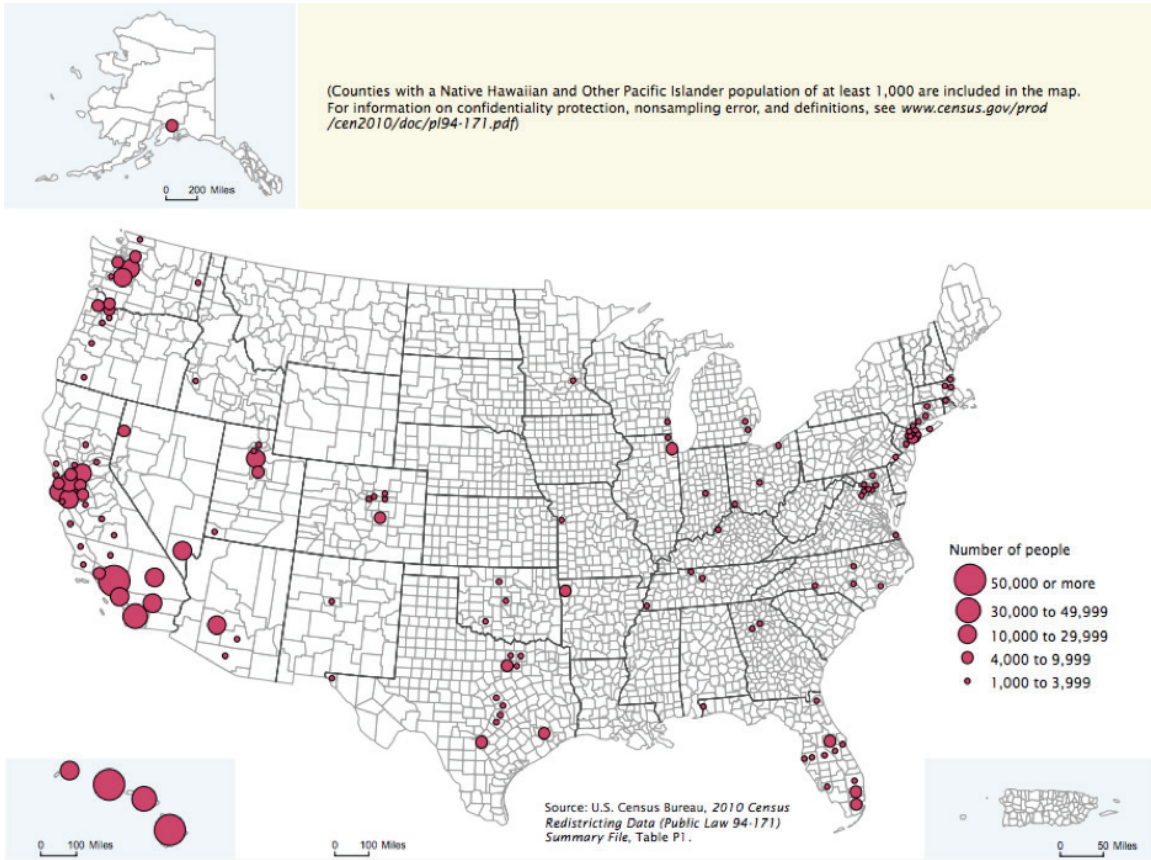 (Counties with a Native Hawaiian and Other Pacific Islander population of at least 1,000 are included in the map.
For information on confidentiality protection, nonsampling error, and definitions, see www.census.gov/prod
/cen2010/doc/pl94-171.pdf)
0 200 Miles
Number of people
50,000 or more
30,000 to 49,999
10,000 to 29,999
4,000 to 9,999
1,000 to 3,999
Source: U.S. Census Bureau, 2010 Census
Redistricting Data (Public Law 94-171)
Summary File, Table P1.
0 100 Miles
0 100 Miles
0 50 Miles